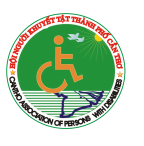 HỘI NGƯỜI KHUYẾT TẬT THÀNH PHỐ CẦN THƠ
CANTHO ASSOCIATION OF PERSONS WITH DISABILITIES